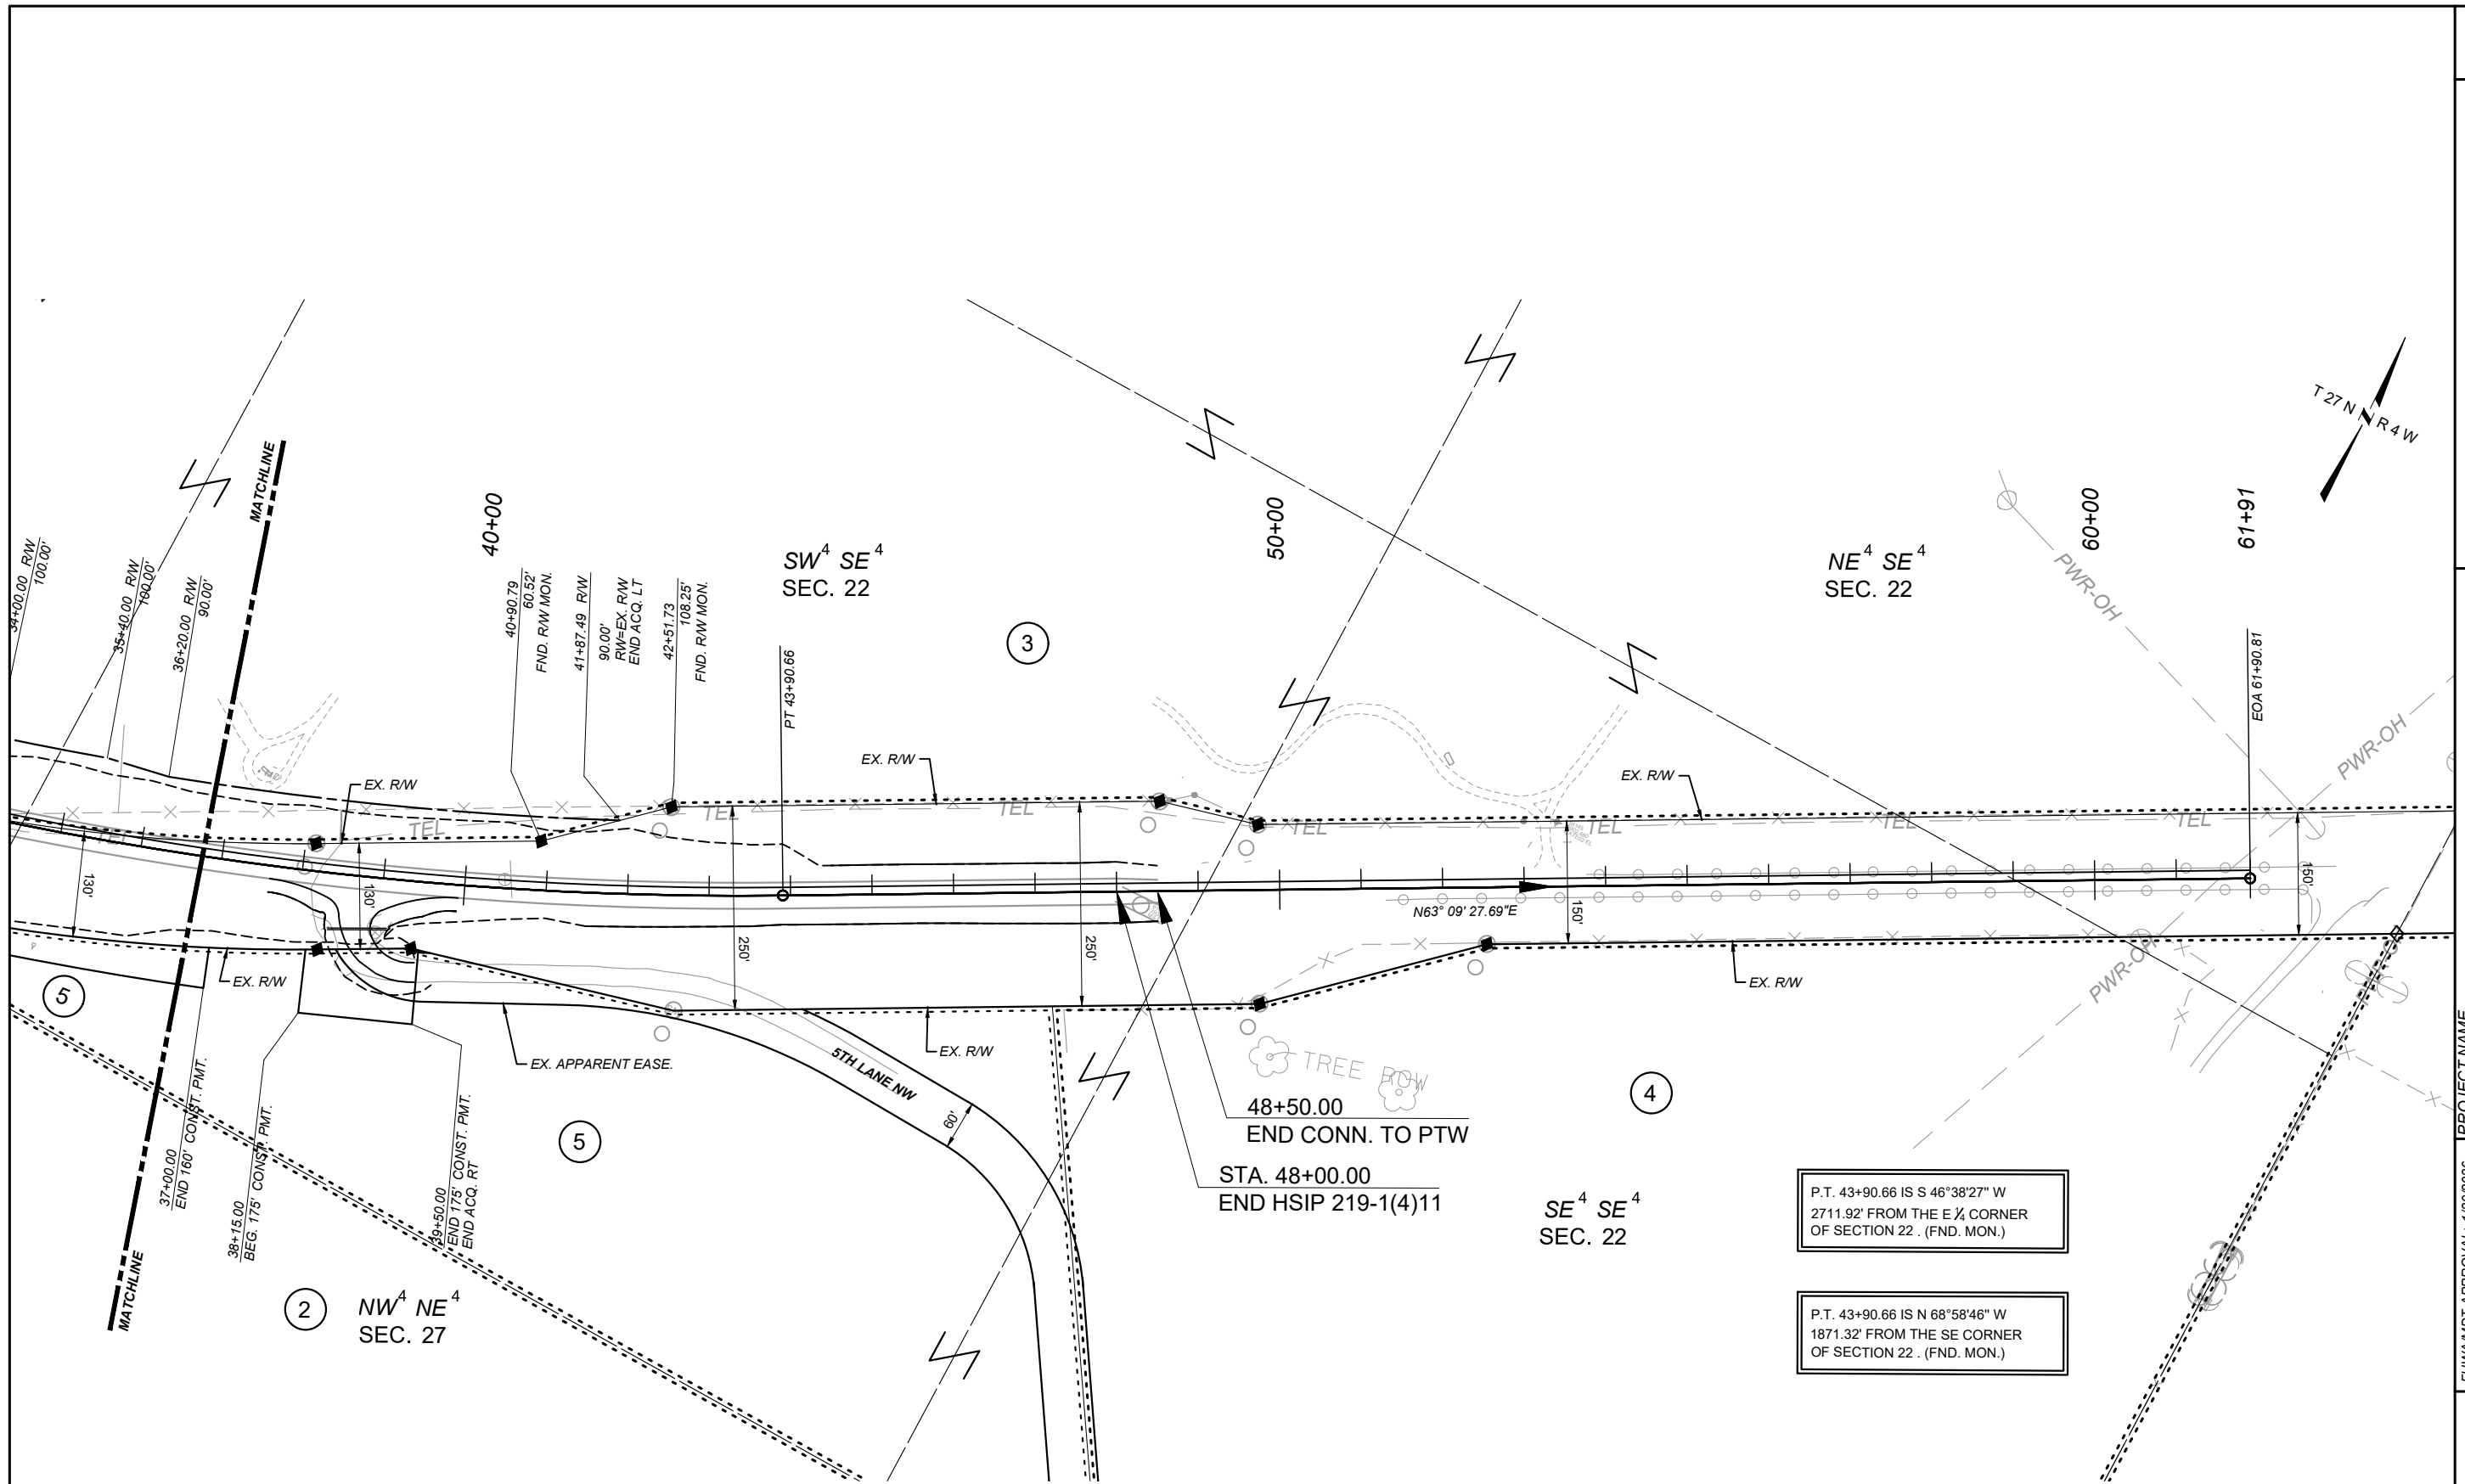 34+00.00 R/W
100.00'
35+40.00 R/W
100.00'
36+20.00 R/W
90.00'
MATCHLINE
40+00
40+90.79
60.52'
FND. R/W MON.
41+87.49 R/W
90.00'
RW=EX. R/W
END ACQ. LT
42+51.73
108.25'
FND. R/W MON.
SW4 SE4
SEC. 22
PT 43+90.66
3
50+00
NE4 SE4
SEC. 22
60+00
61+91
EOA 61+90.81
T 27 N R 4 W
N
PWR-OH
PWR-OH
PWR-OH
EX. R/W
EX. R/W
EX. R/W
TEL
TEL
TEL
TEL
TEL
TEL
TEL
TEL
130'
130'
250'
250'
150'
150'
N63° 09' 27.69"E
EX. R/W
EX. R/W
EX. R/W
5
EX. APPARENT EASE.
5TH LANE NW
60'
TREE ROW
4
37+00.00
END 160' CONST. PMT.
38+15.00
BEG. 175' CONST. PMT.
39+50.00
END 175' CONST. PMT.
END ACQ. RT
5
48+50.00
END CONN. TO PTW
STA. 48+00.00
END HSIP 219-1(4)11
SE4 SE4
SEC. 22
P.T. 43+90.66 IS S 46°38'27" W
2711.92' FROM THE E 1/4 CORNER
OF SECTION 22 . (FND. MON.)
P.T. 43+90.66 IS N 68°58'46" W
1871.32' FROM THE SE CORNER
OF SECTION 22 . (FND. MON.)
MATCHLINE
2
NW4 NE4
SEC. 27
PROJECT NAME